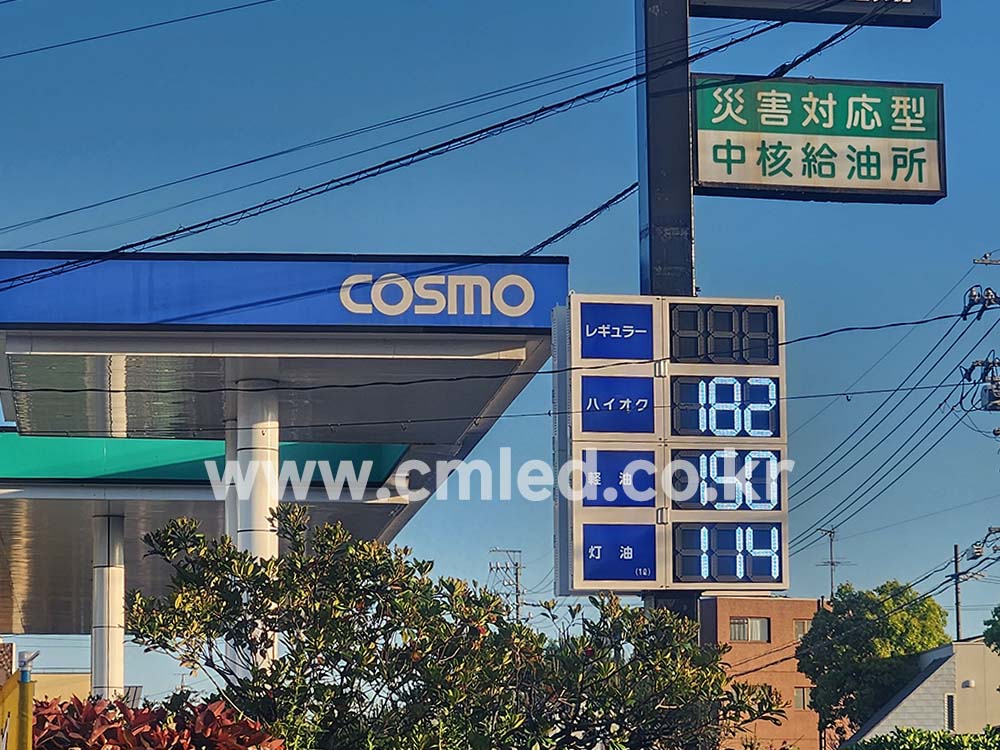 災害対応型
中核給油所
COSMO
レギュラー
ハイオク 182
軽油 150
灯油 114
(1ℓ)
www.cmled.co.kr